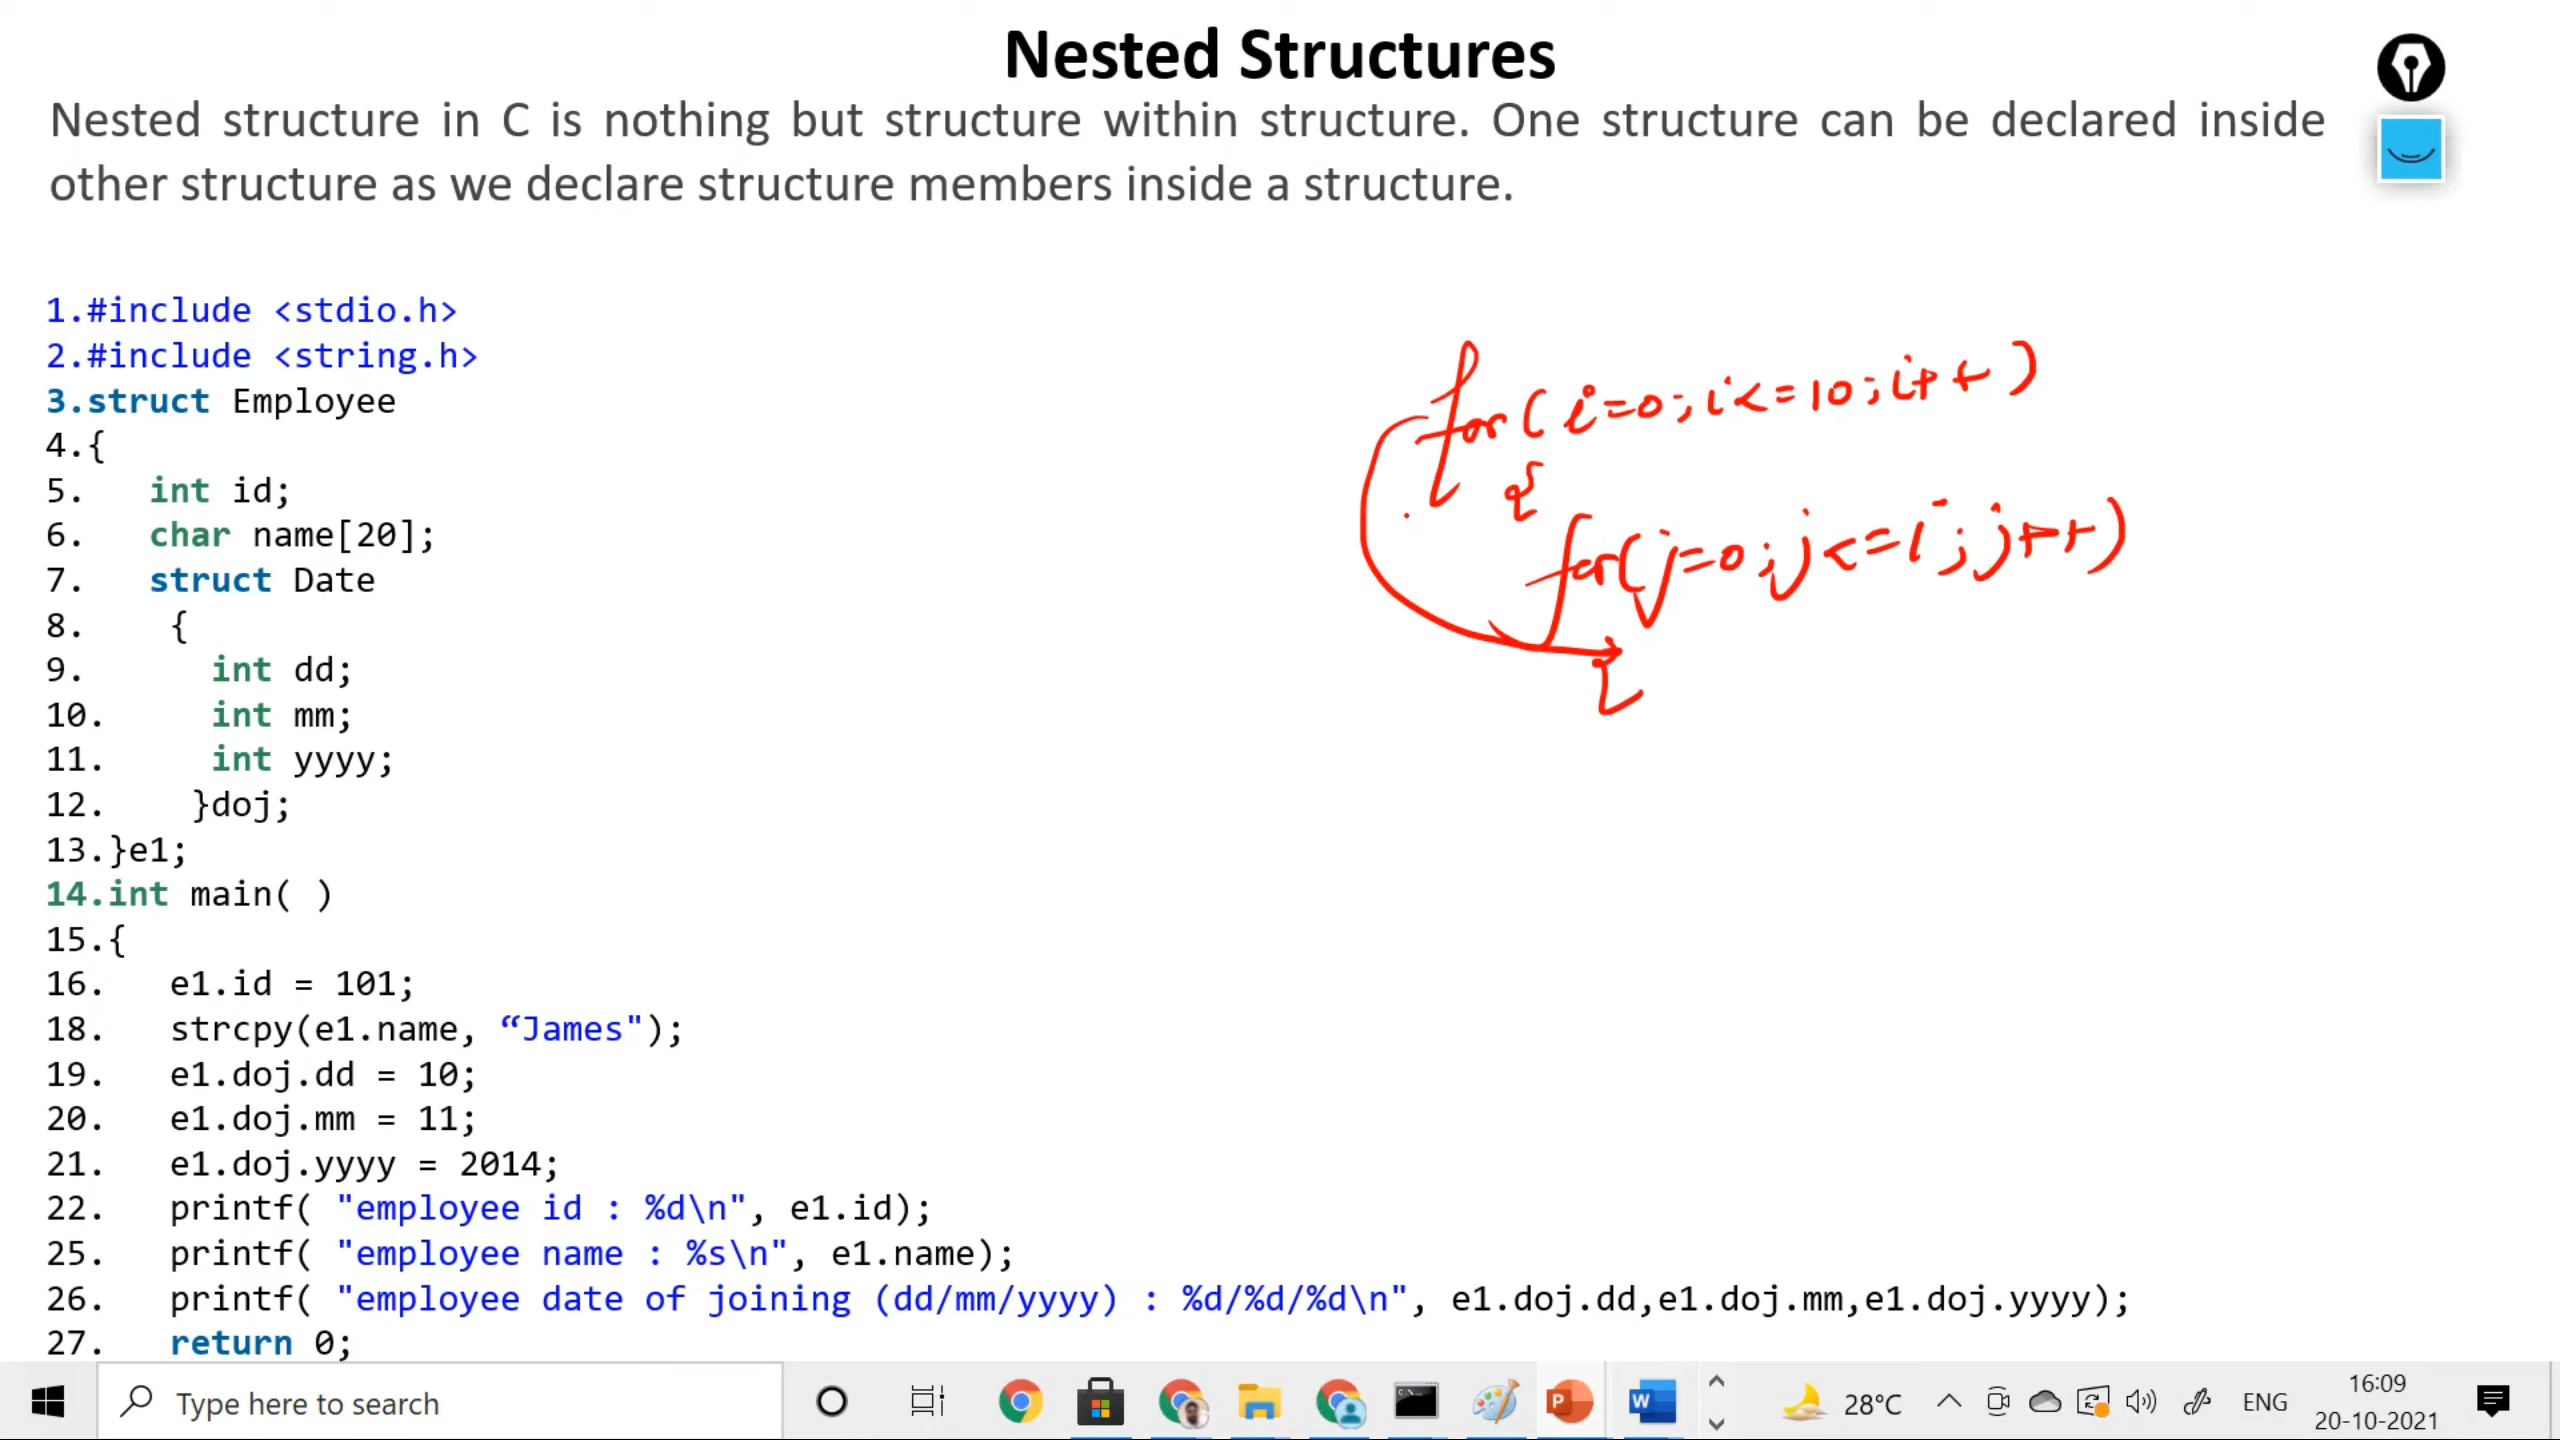 Nested Structures
Nested structure in C is nothing but structure within structure. One structure can be declared inside
other structure as we declare structure members inside a structure.
1.#include <stdio.h>
2.#include <string.h>
3.struct Employee
4.{
5.   int id;
6.   char name[20];
7.   struct Date
8.    {
9.      int dd;
10.     int mm;
11.     int yyyy;
12.    }doj;
13.}e1;
14.int main( )
15.{
16.   e1.id = 101;
18.   strcpy(e1.name, “James");
19.   e1.doj.dd = 10;
20.   e1.doj.mm = 11;
21.   e1.doj.yyyy = 2014;
22.   printf( "employee id : %d\n", e1.id);
25.   printf( "employee name : %s\n", e1.name);
26.   printf( "employee date of joining (dd/mm/yyyy) : %d/%d/%d\n", e1.doj.dd,e1.doj.mm,e1.doj.yyyy);
27.   return 0;
for(i=0;i<=10;i++)
{
for(j=0;j<=i;j++)
{
Type here to search
28°C
ENG
16:09
20-10-2021